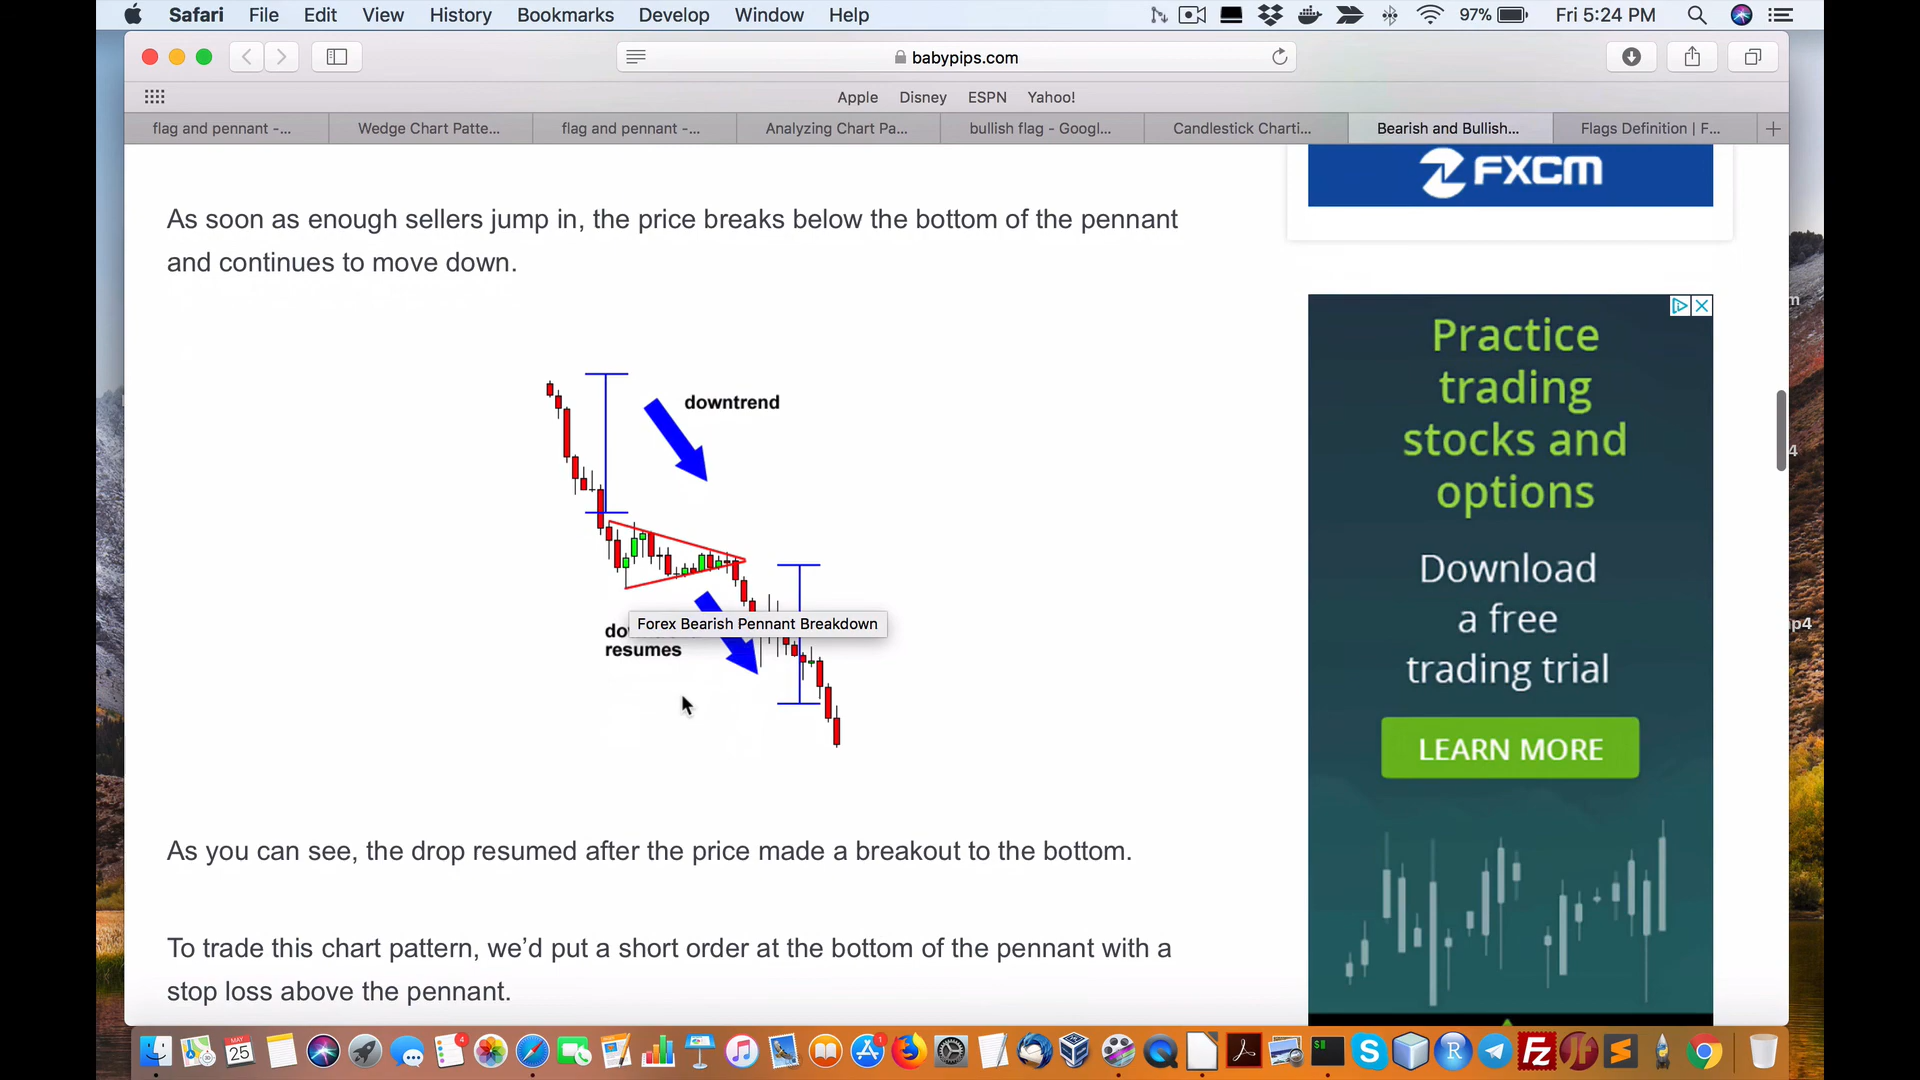 Safari File Edit View History Bookmarks Develop Window Help 97% Fri 5:24 PM
babypips.com
Apple Disney ESPN Yahoo!
flag and pennant -... Wedge Chart Patte... flag and pennant -... Analyzing Chart Pa... bullish flag - Googl... Candlestick Charti... Bearish and Bullish... Flags Definition | F...
FXCM
As soon as enough sellers jump in, the price breaks below the bottom of the pennant
and continues to move down.
downtrend
Forex Bearish Pennant Breakdown
resumes
Practice
trading
stocks and
options
Download
a free
trading trial
LEARN MORE
As you can see, the drop resumed after the price made a breakout to the bottom.
To trade this chart pattern, we’d put a short order at the bottom of the pennant with a
stop loss above the pennant.
MAY
25
4
1